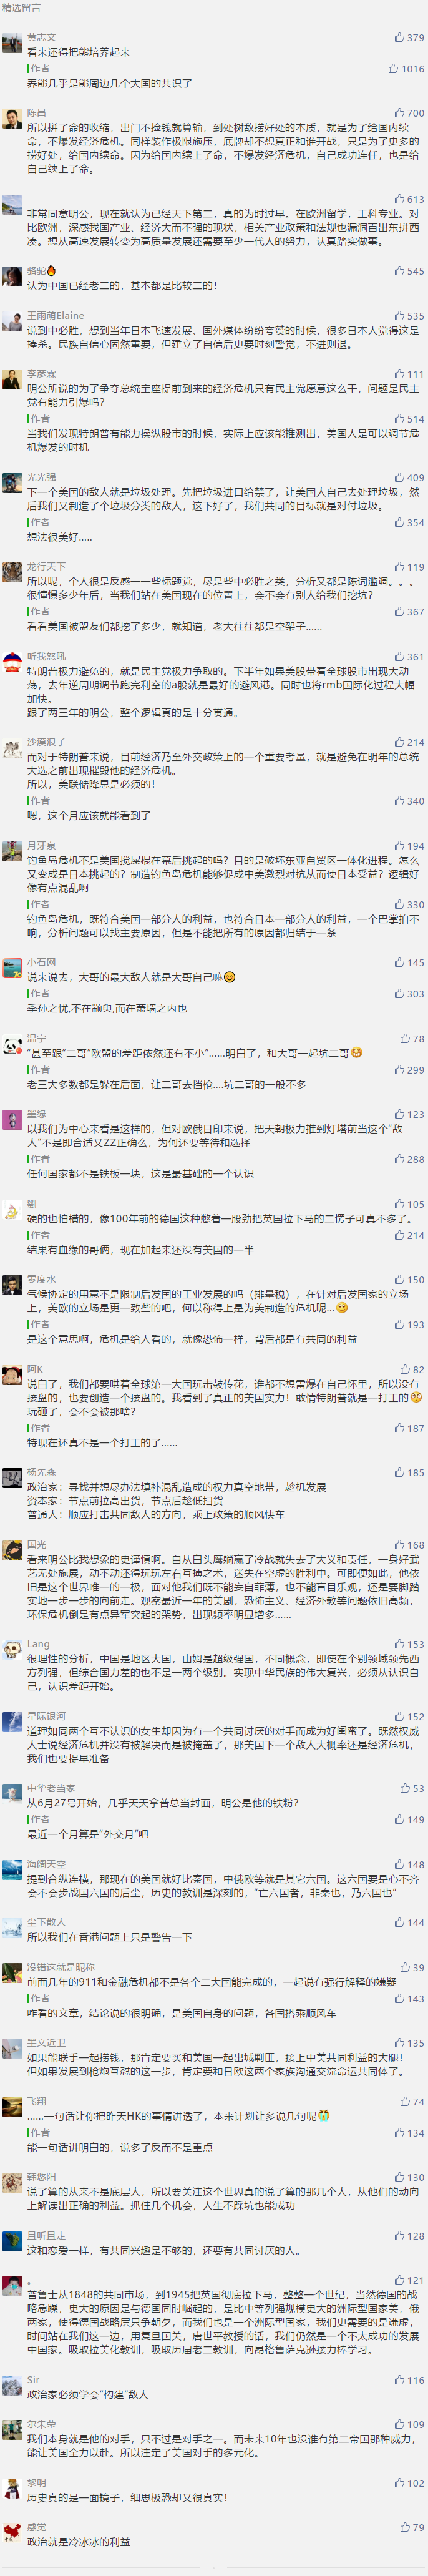 精选留言
黄志文 379
看来还得把熊培养起来
作者 1016
养熊几乎是熊周边几个大国的共识了
陈昌 700
所以拼了命的收缩，出门不捡钱就算输，到处树敌捞好处的本质，就是为了给国内续
命，不爆发经济危机。同样装作极限施压，底牌却不想真正和谁开战，只是为了更多的
捞好处，给国内续命。因为给国内续上了命，不爆发经济危机，自己成功连任，也是给
自己续上了命。
613
非常同意明公，现在就认为已经天下第二，真的为时过早。在欧洲留学，工科专业。对
比欧洲，深感我国产业、经济大而不强的现状，相关产业政策和法规也漏洞百出东拼西
凑。想从高速发展转变为高质量发展还需要至少一代人的努力，认真踏实做事。
骆驼🔥 545
认为中国已经老二的，基本都是比较二的！
王雨萌Elaine 535
说到中必胜，想到当年日本飞速发展、国外媒体纷纷夸赞的时候，很多日本人觉得这是
捧杀。民族自信心固然重要，但建立了自信后更要时刻警觉，不进则退。
李彦霖 111
明公所说的为了争夺总统宝座提前到来的经济危机只有民主党愿意这么干，问题是民主
党有能力引爆吗？
作者 514
当我们发现特朗普有能力操纵股市的时候，实际上应该能推测出，美国人是可以调节危
机爆发的时机
光光强 409
下一个美国的敌人就是垃圾处理。先把垃圾进口给禁了，让美国人自己去处理垃圾，然
后我们又制造了个垃圾分类的敌人，这下好了，我们共同的目标就是对付垃圾。
作者 354
想法很美好.....
龙行天下 119
所以呢，个人很是反感一一些标题党，尽是些中必胜之类，分析又都是陈词滥调。。。
很憧憬多少年后，当我们站在美国现在的位置上，会不会有别人给我们挖坑？
作者 367
看看美国被盟友们都挖了多少，就知道，老大往往都是空架子......
听我怒吼 361
特朗普极力避免的，就是民主党极力争取的。下半年如果美股带着全球股市出现大动
荡，去年逆周期调节跑完利空的a股就是最好的避风港。同时也将rmb国际化过程大幅
加快。
跟了两三年的明公，整个逻辑真的是十分贯通。
沙漠浪子 214
而对于特朗普来说，目前经济乃至外交政策上的一个重要考量，就是避免在明年的总统
大选之前出现摧毁他的经济危机。
所以，美联储降息是必须的！
作者 340
嗯，这个月应该就能看到了
月牙泉 194
钓鱼岛危机不是美国搅屎棍在幕后挑起的吗？目的是破坏东亚自贸区一体化进程。怎么
又变成是日本挑起的？制造钓鱼岛危机能够促成中美激烈对抗从而使日本受益？逻辑好
像有点混乱啊
作者 330
钓鱼岛危机，既符合美国一部分人的利益，也符合日本一部分人的利益，一个巴掌拍不
响，分析问题可以找主要原因，但是不能把所有的原因都归结于一条
小石网 145
说来说去，大哥的最大敌人就是大哥自己嘛😊
作者 303
季孙之忧,不在颛臾,而在萧墙之内也
温宁 78
“甚至跟“二哥”欧盟的差距依然还有不小”......明白了，和大哥一起坑二哥😂
作者 299
老三大多数都是躲在后面，让二哥去挡枪....坑二哥的一般不多
墨缘 123
以我们为中心来看是这样的，但对欧俄日印来说，把天朝极力推到灯塔前当这个“敌
人”不是即合适又ZZ正确么，为何还要等待和选择
作者 288
任何国家都不是铁板一块，这是最基础的一个认识
劉 105
硬的也怕横的，像100年前的德国这种憋着一股劲把英国拉下马的二愣子可真不多了。
作者 214
结果有血缘的哥俩，现在加起来还没有美国的一半
零度水 150
气候协定的用意不是限制后发国的工业发展的吗（排量税），在针对后发国家的立场
上，美欧的立场是更一致些的吧，何以称得上是为美制造的危机呢...😊
作者 193
是这个意思啊，危机是给人看的，就像恐怖一样，背后都是有共同的利益
阿K 82
说白了，我们都要哄着全球第一大国玩击鼓传花，谁都不想雷爆在自己怀里，所以没有
接盘的，也要创造一个接盘的。我看到了真正的美国实力！敢情特朗普就是一打工的😲
玩砸了，会不会被那啥？
作者 187
特现在还真不是一个打工的了......
杨先森 185
政治家：寻找并想尽办法填补混乱造成的权力真空地带，趁机发展
资本家：节点前拉高出货，节点后趁低扫货
普通人：顺应打击共同敌人的方向，乘上政策的顺风快车
国光 168
看来明公比我想象的更谨慎啊。自从白头鹰躺赢了冷战就失去了大义和责任，一身好武
艺无处施展，动不动还得玩玩左右互搏之术，迷失在空虚的胜利中。可即便如此，他依
旧是这个世界唯一的一极，面对他我们既不能妄自菲薄，也不能盲目乐观，还是要脚踏
实地一步一步的向前走。观察最近一年的美剧，恐怖主义、经济外教等问题依旧高频，
环保危机倒是有点异军突起的架势，出现频率明显增多......
Lang 153
很理性的分析，中国是地区大国，山姆是超级强国，不同概念，即使在个别领域领先西
方列强，但综合国力差的也不是一两个级别。实现中华民族的伟大复兴，必须从认识自
己，认识差距开始。
星际银河 152
道理如同两个互不认识的女生却因为有一个共同讨厌的对手而成为好闺蜜了。既然权威
人士说经济危机并没有被解决而是被掩盖了，那美国下一个敌人大概率还是经济危机，
我们也要提早准备
中华老当家 53
从6月27号开始，几乎天天拿普总当封面，明公是他的铁粉？
作者 149
最近一个月算是“外交月”吧
海阔天空 148
提到合纵连横，那现在的美国就好比秦国，中俄欧等就是其它六国。这六国要是心不齐
会不会步战国六国的后尘，历史的教训是深刻的，“亡六国者，非秦也，乃六国也”
尘下散人 144
所以我们在香港问题上只是警告一下
没错这就是昵称 39
前面几年的911和金融危机都不是各个二大国能完成的，一起说有强行解释的嫌疑
作者 143
咋看的文章，结论说的很明确，是美国自身的问题，各国搭乘顺风车
墨文近卫 135
如果能联手一起捞钱，那肯定要买和美国一起出城剿匪，接上中美共同利益的大腿！
但如果发展到枪炮互怼的这一步，肯定要和日欧这两个家族沟通交流命运共同体了。
飞翔 74
......一句话让你把昨天HK的事情讲透了，本来计划让多说几句呢😭
作者 134
能一句话讲明白的，说多了反而不是重点
韩悠阳 130
说了算的从来不是底层人，所以要关注这个世界真的说了算的那几个人，从他们的动向
上解读出正确的利益。抓住几个机会，人生不踩坑也能成功
且听且走 128
这和恋爱一样，有共同兴趣是不够的，还要有共同讨厌的人。
。 121
普鲁士从1848的共同市场，到1945把英国彻底拉下马，整整一个世纪，当然德国的战
略急躁，更大的原因是与德国同时崛起的，是比中等列强规模更大的洲际型国家美，俄
两家，使得德国战略层只争朝夕，而我们也是一个洲际型国家，我们更需要的是谦虚，
时间站在我们这一边，用复旦国关，唐世平教授的话，我们仍然是一个不太成功的发展
中国家。吸取拉美化教训，吸取历届老二教训，向昂格鲁萨克逊接力棒学习。
Sir 116
政治家必须学会“构建”敌人
尔朱荣 109
我们本身就是他的对手，只不过是对手之一。而未来10年也没谁有第二帝国那种威力，
能让美国全力以赴。所以注定了美国对手的多元化。
黎明 102
历史真的是一面镜子，细思极恐却又很真实！
感觉 79
政治就是冷冰冰的利益